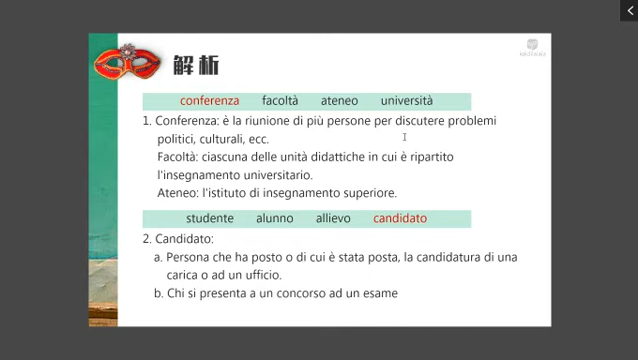 解析
conferenza facoltà ateneo università
1. Conferenza: è la riunione di più persone per discutere problemi
politici, culturali, ecc.
Facoltà: ciascuna delle unità didattiche in cui è ripartito
l'insegnamento universitario.
Ateneo: l'istituto di insegnamento superiore.
studente alunno allievo candidato
2. Candidato:
a. Persona che ha posto o di cui è stata posta, la candidatura di una
carica o ad un ufficio.
b. Chi si presenta a un concorso ad un esame